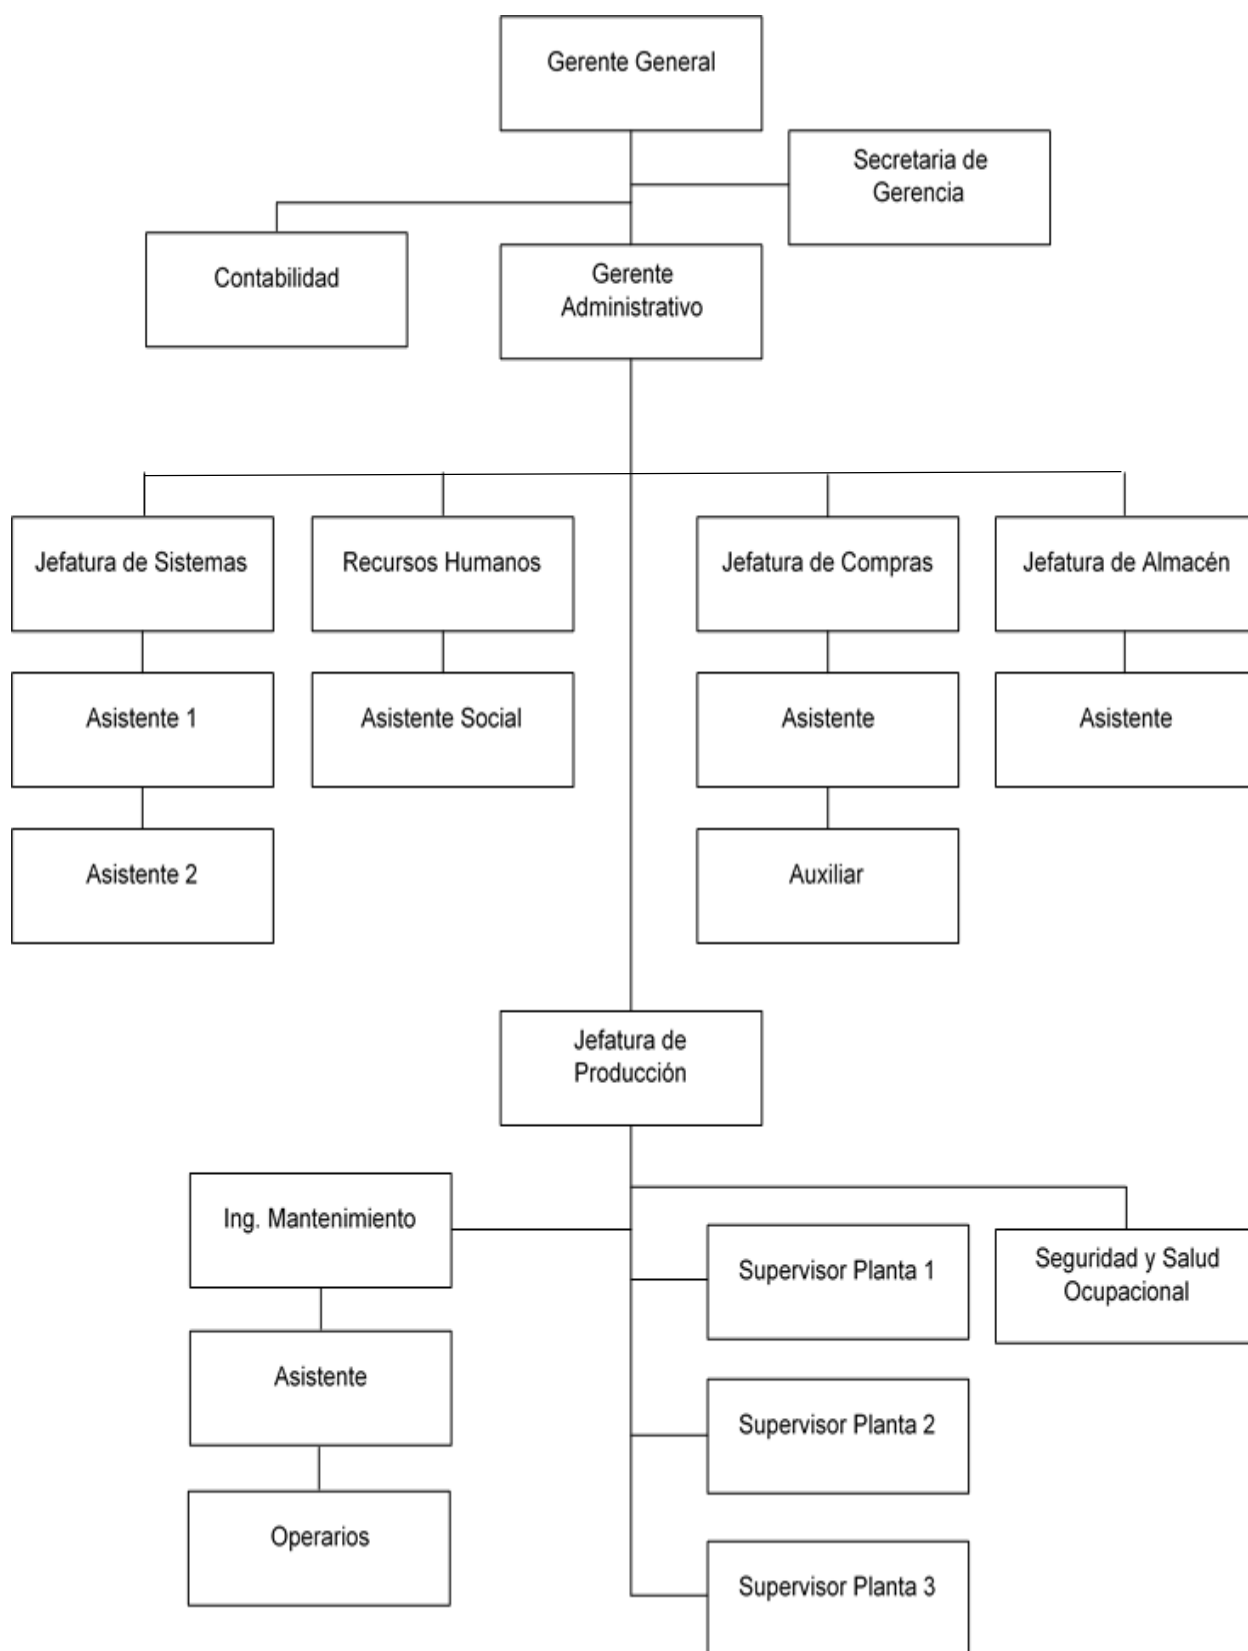 Gerente General
Secretaria de
Gerencia
Contabilidad
Gerente
Administrativo
Jefatura de Sistemas
Recursos Humanos
Jefatura de Compras
Jefatura de Almacén
Asistente 1
Asistente Social
Asistente
Asistente
Asistente 2
Auxiliar
Jefatura de
Producción
Ing. Mantenimiento
Supervisor Planta 1
Seguridad y Salud
Ocupacional
Asistente
Supervisor Planta 2
Operarios
Supervisor Planta 3